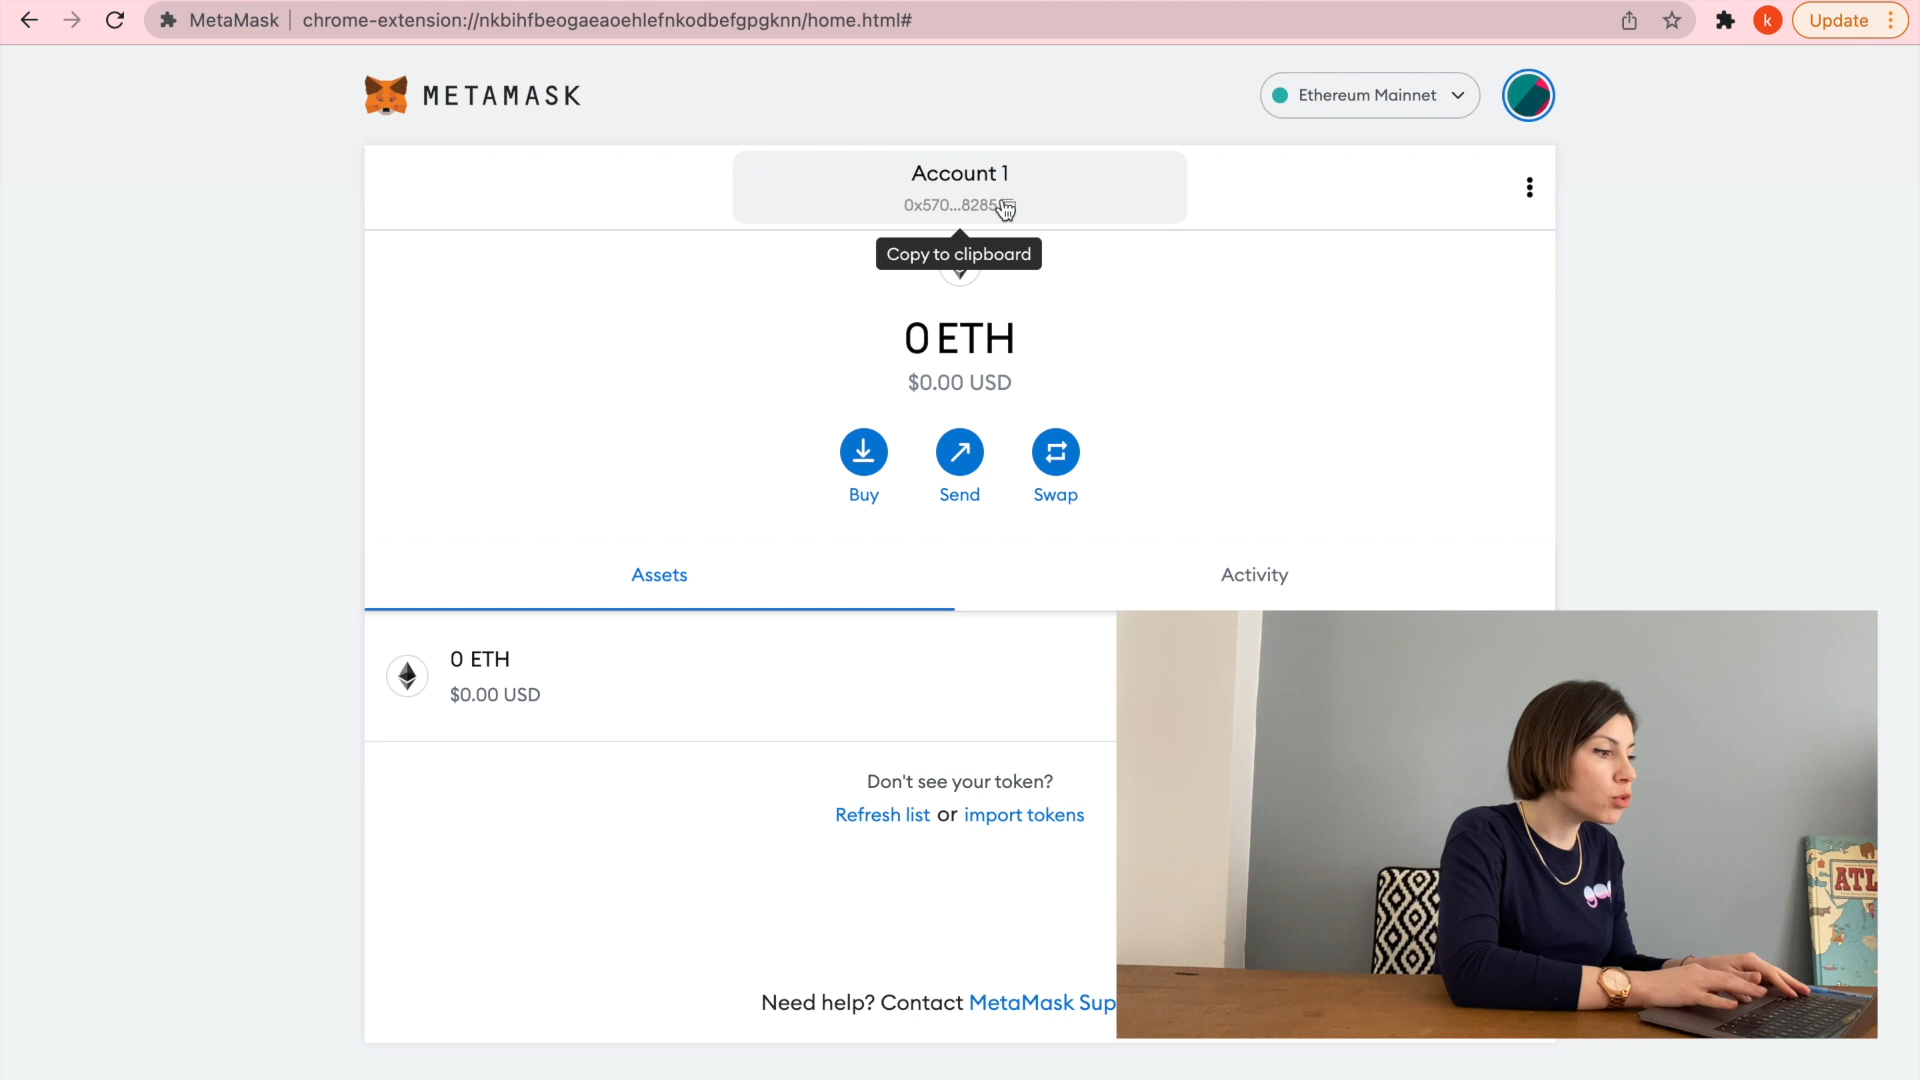 MetaMask chrome-extension://nkbihfbeogaeaoehlefnkodbefgpgknn/home.html#
k
Update
METAMASK
Ethereum Mainnet
Account 1
0x570...8285
Copy to clipboard
0 ETH
$0.00 USD
Buy Send Swap
Assets Activity
0 ETH
$0.00 USD
Don't see your token?
Refresh list or import tokens
Need help? Contact MetaMask Sup
ATL